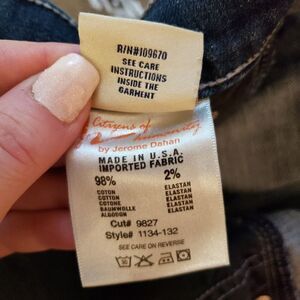 R/N#109670
SEE CARE
INSTRUCTIONS
INSIDE THE
GARMENT
Citizens of
Humanity
by Jerome Dahan
MADE IN U.S.A.
IMPORTED FABRIC
98% 2%
COTTON ELASTAN
COTTON ELASTAN
COTONE ELASTAN
BAUMWOLLE ELASTAN
ALGODON ELASTAN
Cut# 9827
Style# 1134-132
SEE CARE ON REVERSE